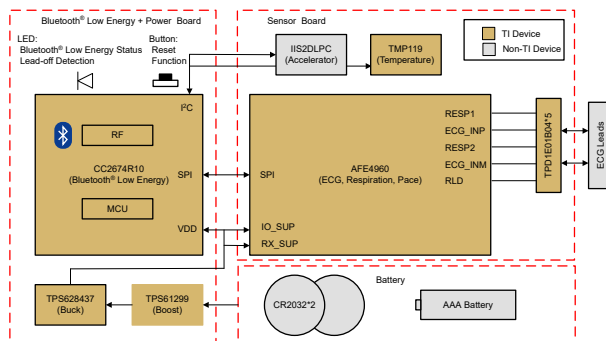 Bluetooth® Low Energy + Power Board
LED:
Bluetooth® Low Energy Status
Lead-off Detection
Button:
Reset
Function
I²C
RF
CC2674R10
(Bluetooth® Low Energy)
SPI
MCU
VDD
TPS628437
(Buck)
TPS61299
(Boost)
Sensor Board
IIS2DLPC
(Accelerator)
TMP119
(Temperature)
TI Device
Non-TI Device
SPI
AFE4960
(ECG, Respiration, Pace)
IO_SUP
RX_SUP
RESP1
ECG_INP
RESP2
ECG_INM
RLD
TPD1E01B04*5
ECG Leads
Battery
CR2032*2
AAA Battery